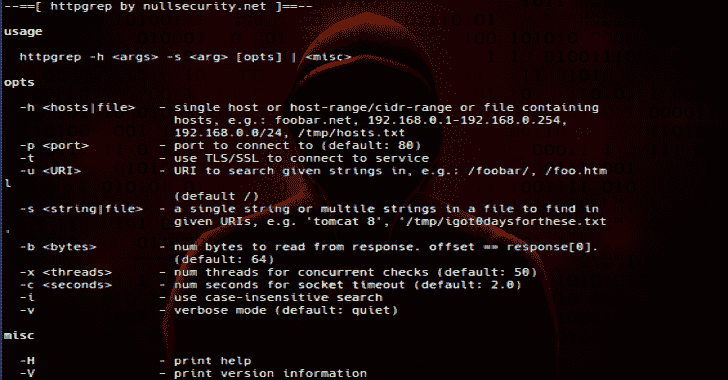 --==[ httpgrep by nullsecurity.net ]==--
usage
httpgrep -h <args> -s <arg> [opts] | <misc>
opts
-h <hosts|file> - single host or host-range/cidr-range or file containing
hosts, e.g.: foobar.net, 192.168.0.1-192.168.0.254,
192.168.0.0/24, /tmp/hosts.txt
-p <port> - port to connect to (default: 80)
-t - use TLS/SSL to connect to service
-u <URI> - URI to search given strings in, e.g.: /foobar/, /foo.htm
l
(default /)
-s <string|file> - a single string or multile strings in a file to find in
given URIs, e.g. 'tomcat 8', '/tmp/igot0daysforthese.txt
'
-b <bytes> - num bytes to read from response. offset == response[0].
(default: 64)
-x <threads> - num threads for concurrent checks (default: 50)
-c <seconds> - num seconds for socket timeout (default: 2.0)
-i - use case-insensitive search
-v - verbose mode (default: quiet)
misc
-H - print help
-V - print version information